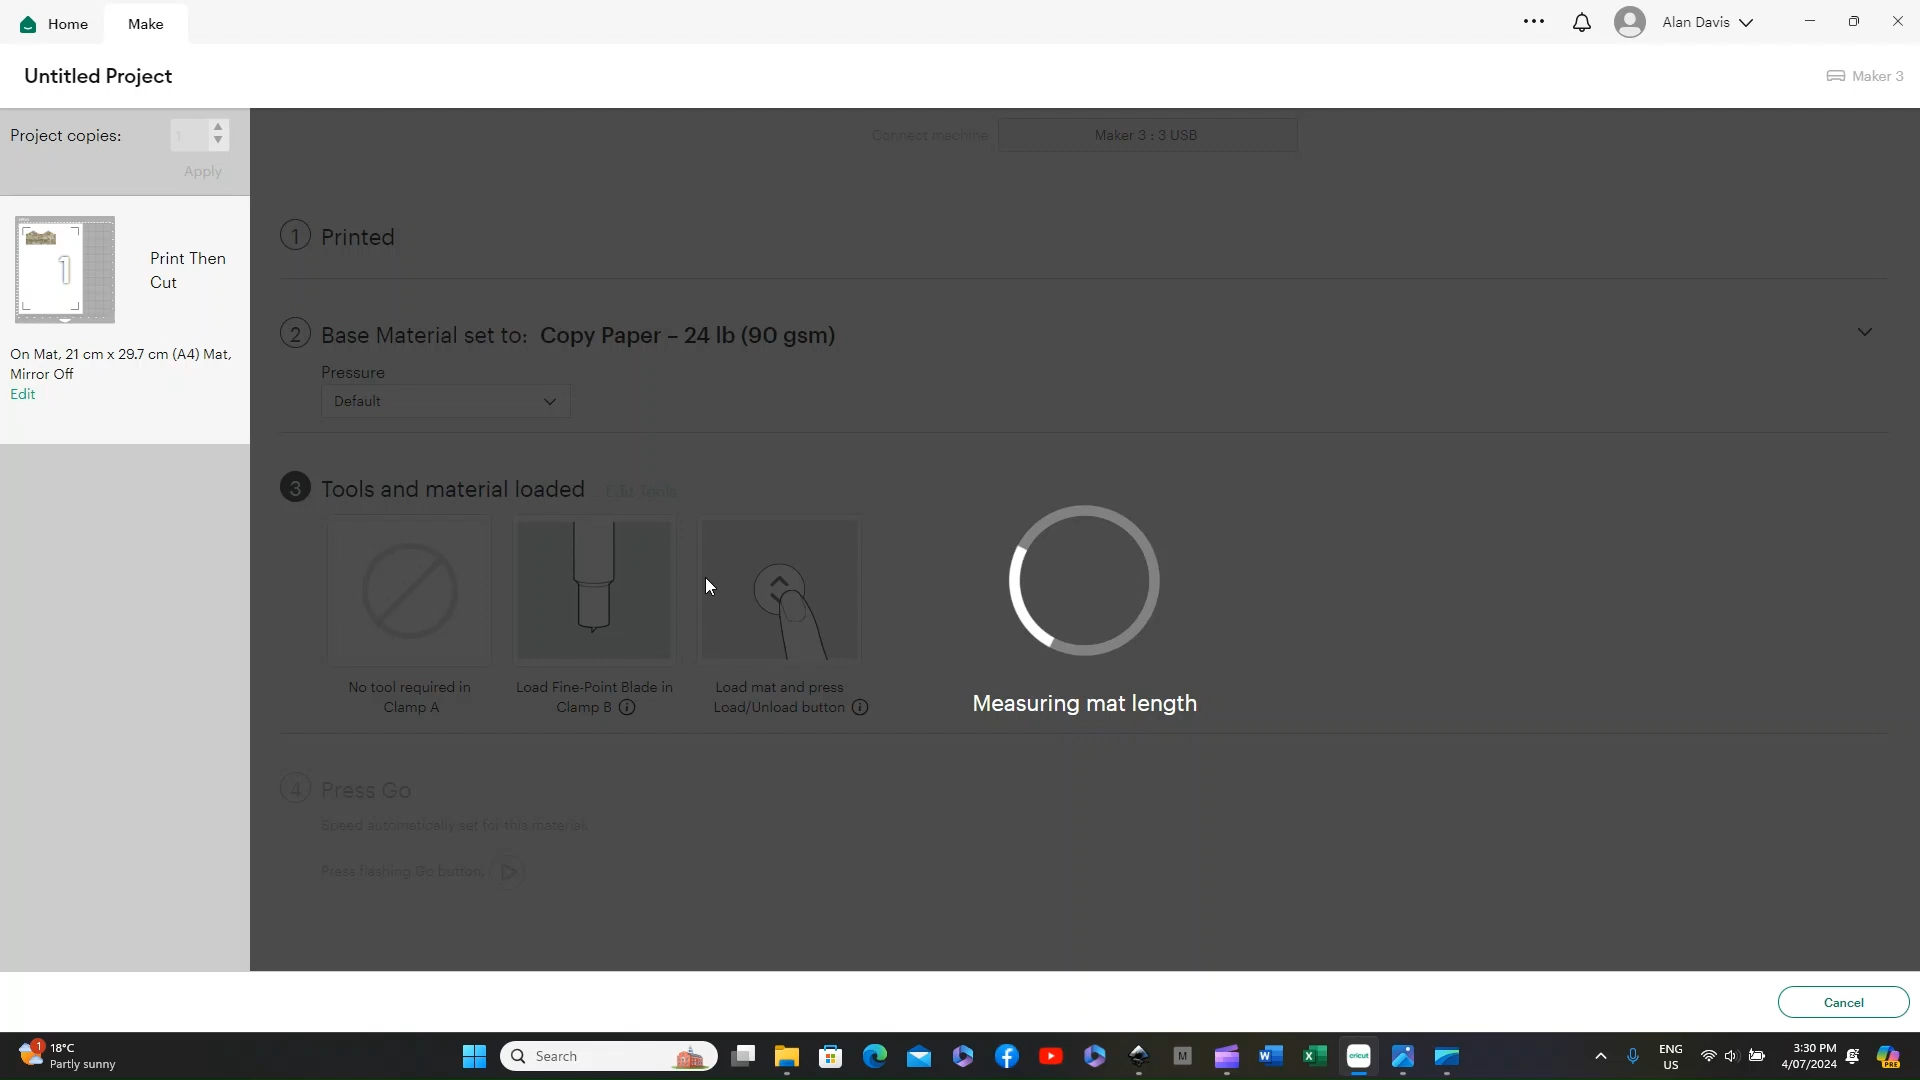 Home
Make
Alan Davis
Untitled Project
Maker 3
Project copies:
1
Apply
Connect machine
Maker 3 : 3 USB
1
Print Then
Cut
On Mat, 21 cm x 29.7 cm (A4) Mat,
Mirror Off
Edit
1 Printed
2 Base Material set to: Copy Paper – 24 lb (90 gsm)
Pressure
Default
3 Tools and material loaded Edit Tools
No tool required in
Clamp A
Load Fine-Point Blade in
Clamp B
Load mat and press
Load/Unload button
Measuring mat length
4 Press Go
Speed automatically set for this material.
Press flashing Go button.
Cancel
1
18°C
Partly sunny
Search
M
cricut
ENG
US
3:30 PM
4/07/2024
PRE